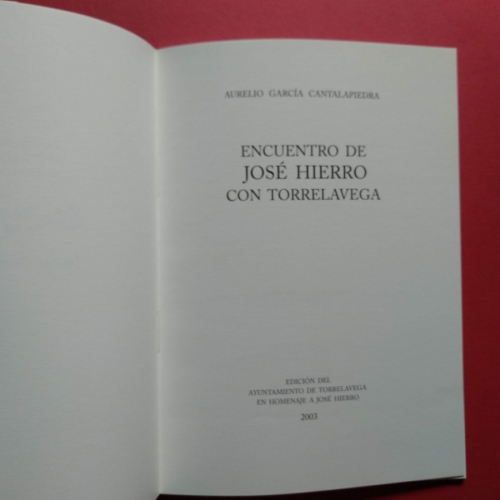 AURELIO GARCÍA CANTALAPIEDRA
ENCUENTRO DE
JOSÉ HIERRO
CON TORRELAVEGA
EDICIÓN DEL
AYUNTAMIENTO DE TORRELAVEGA
EN HOMENAJE A JOSÉ HIERRO
2003